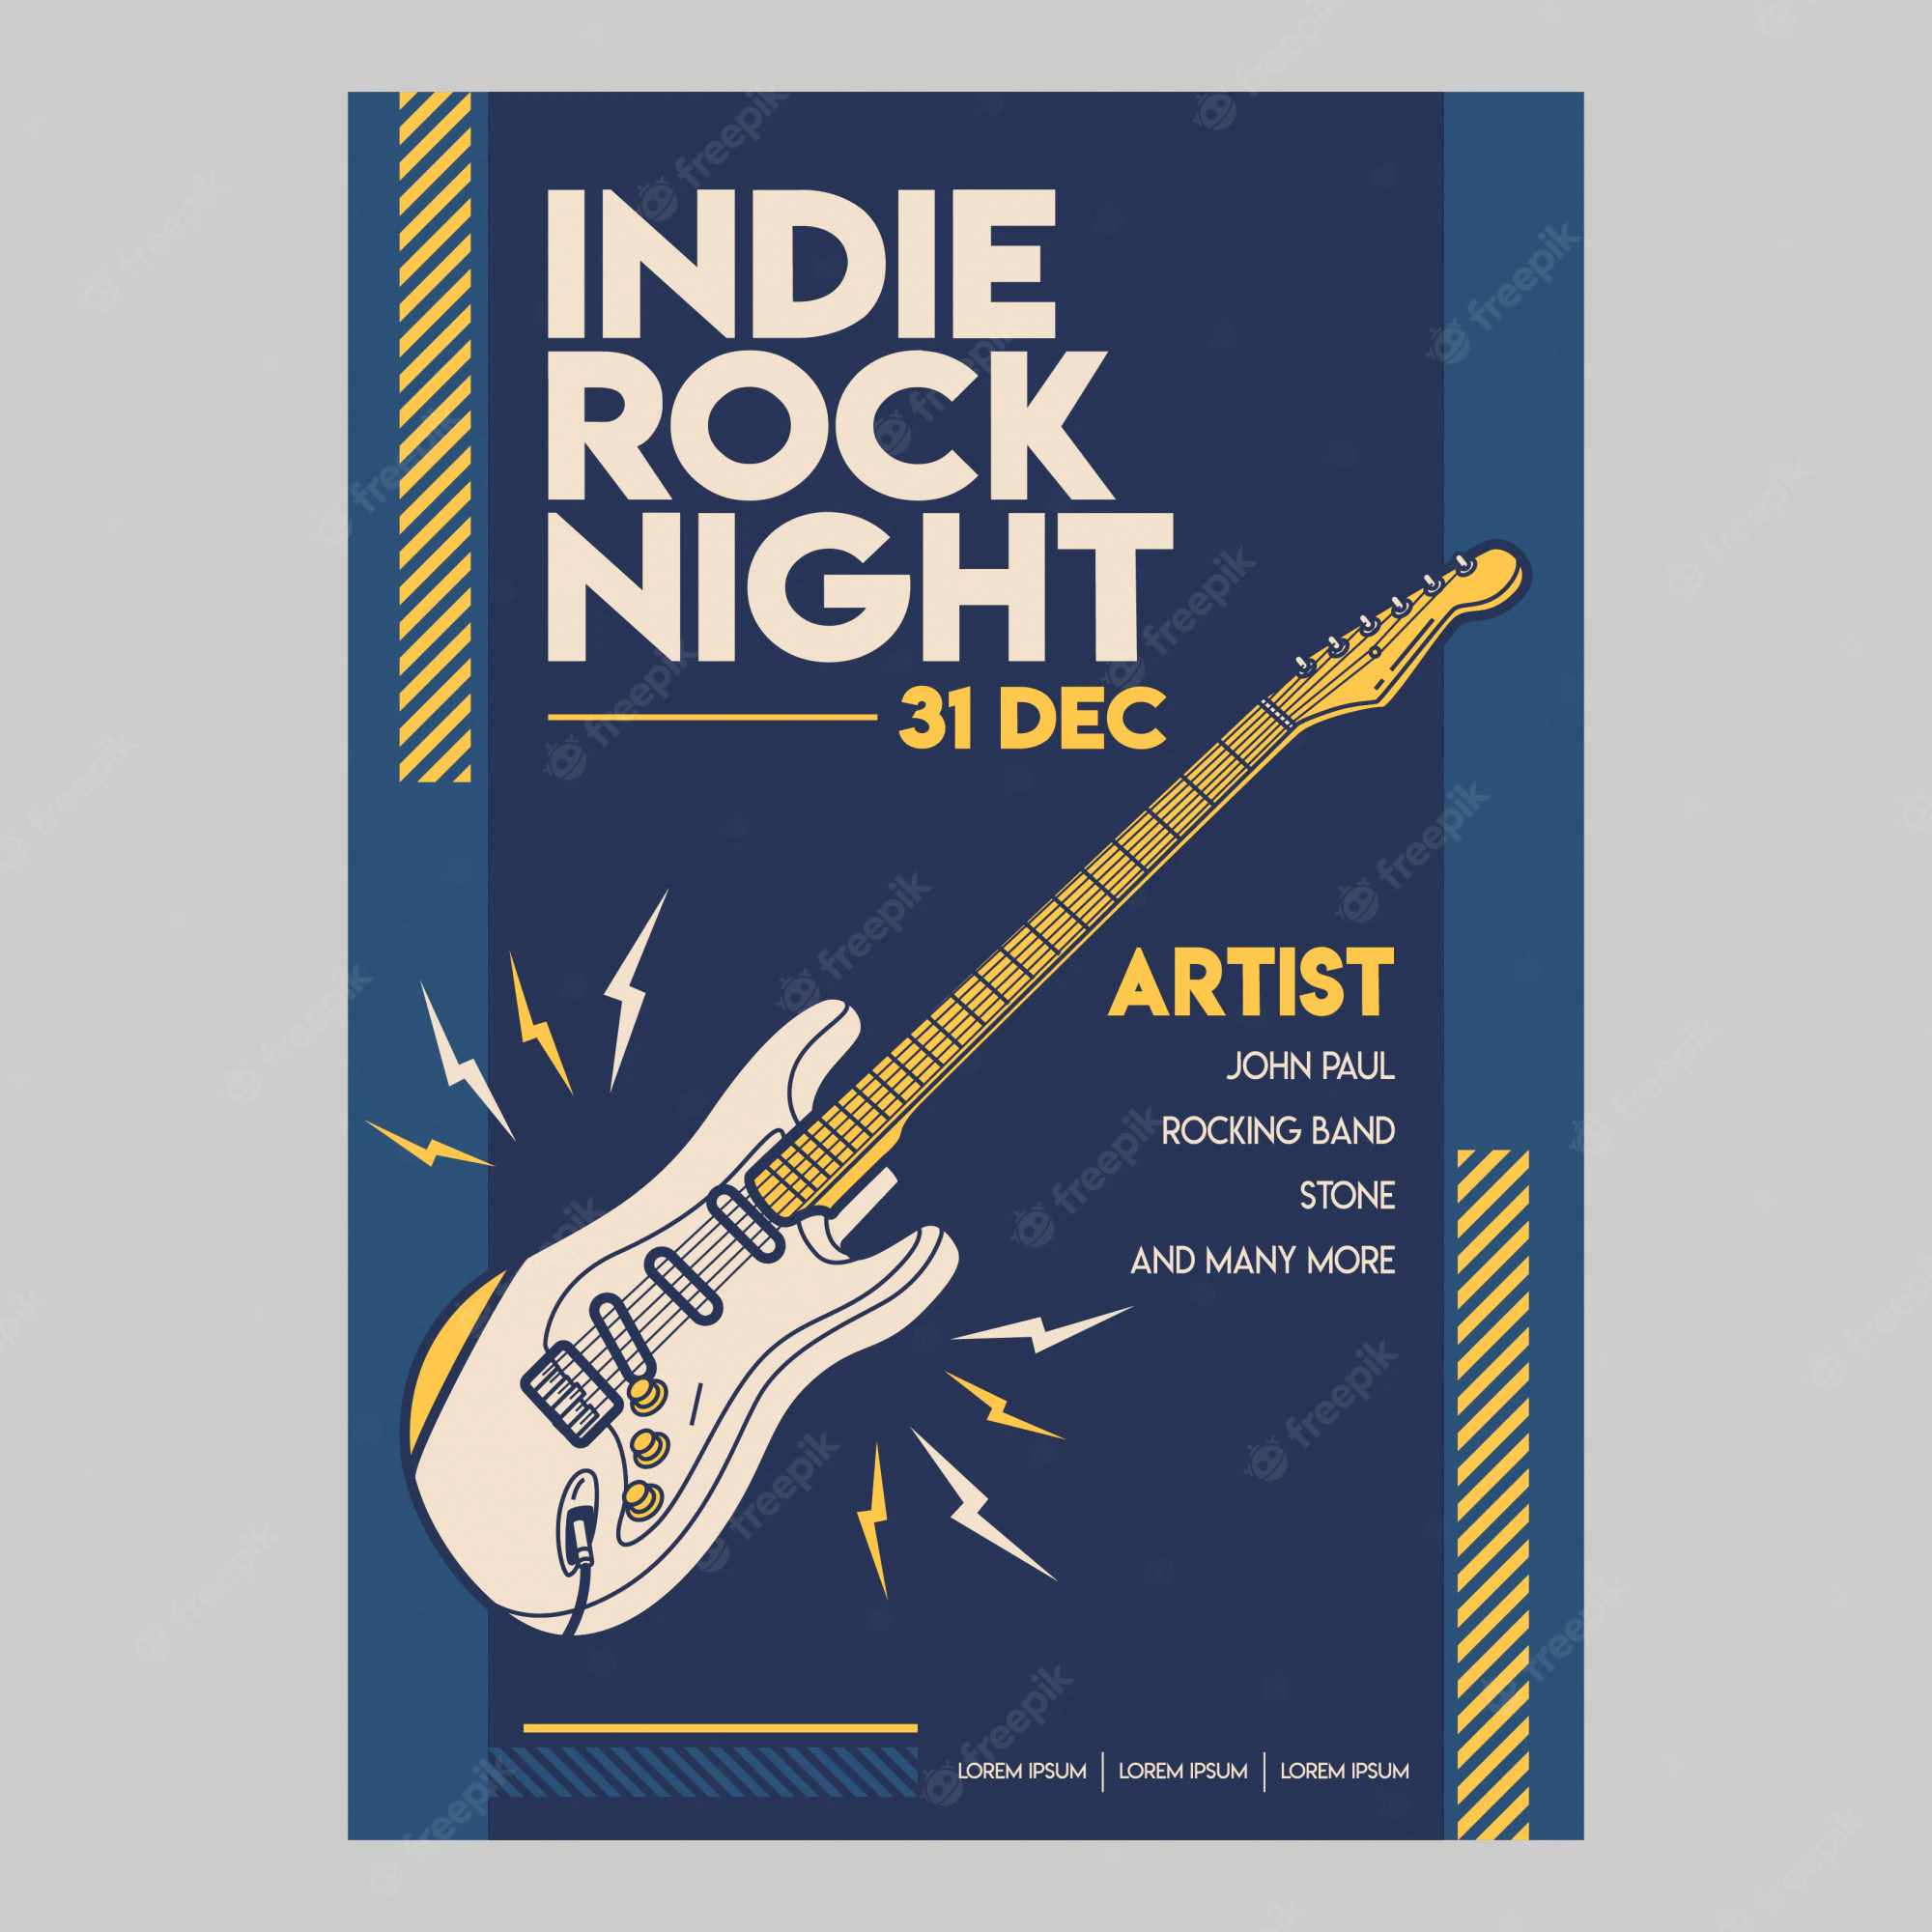 INDIE
ROCK
NIGHT
31 DEC
ARTIST
JOHN PAUL
ROCKING BAND
STONE
AND MANY MORE
LOREM IPSUM | LOREM IPSUM | LOREM IPSUM
freepik